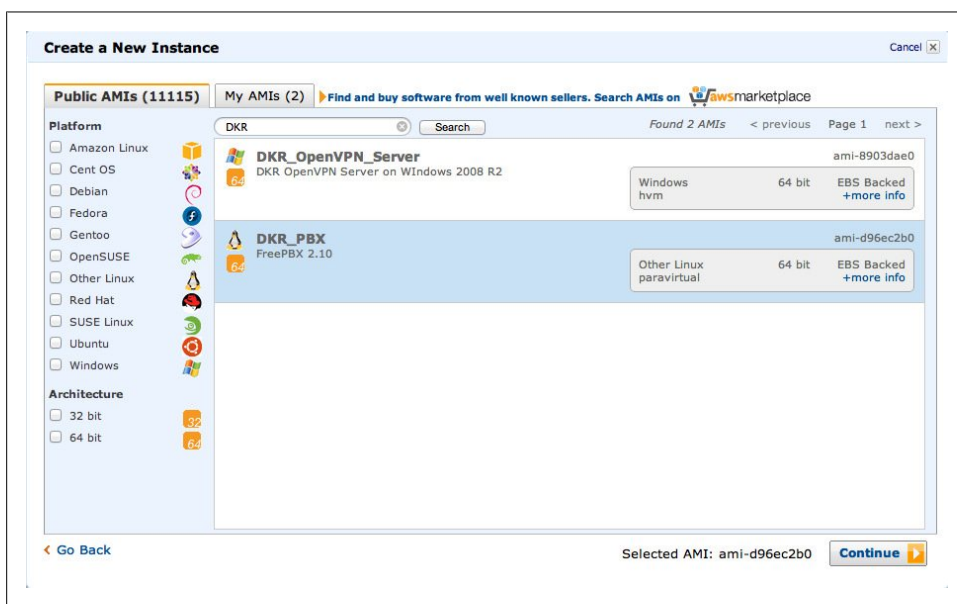 Create a New Instance
Cancel
Public AMIs (11115)
My AMIs (2)
Find and buy software from well known sellers. Search AMIs on
awsmarketplace
Platform
Amazon Linux
Cent OS
Debian
Fedora
Gentoo
OpenSUSE
Other Linux
Red Hat
SUSE Linux
Ubuntu
Windows
Architecture
32 bit
32
64 bit
64
DKR
Search
Found 2 AMIs
< previous
Page 1
next >
DKR_OpenVPN_Server
ami-8903dae0
64
DKR OpenVPN Server on WIndows 2008 R2
Windows 64 bit EBS Backed
hvm +more info
DKR_PBX
ami-d96ec2b0
64
FreePBX 2.10
Other Linux 64 bit EBS Backed
paravirtual +more info
Go Back
Selected AMI: ami-d96ec2b0
Continue